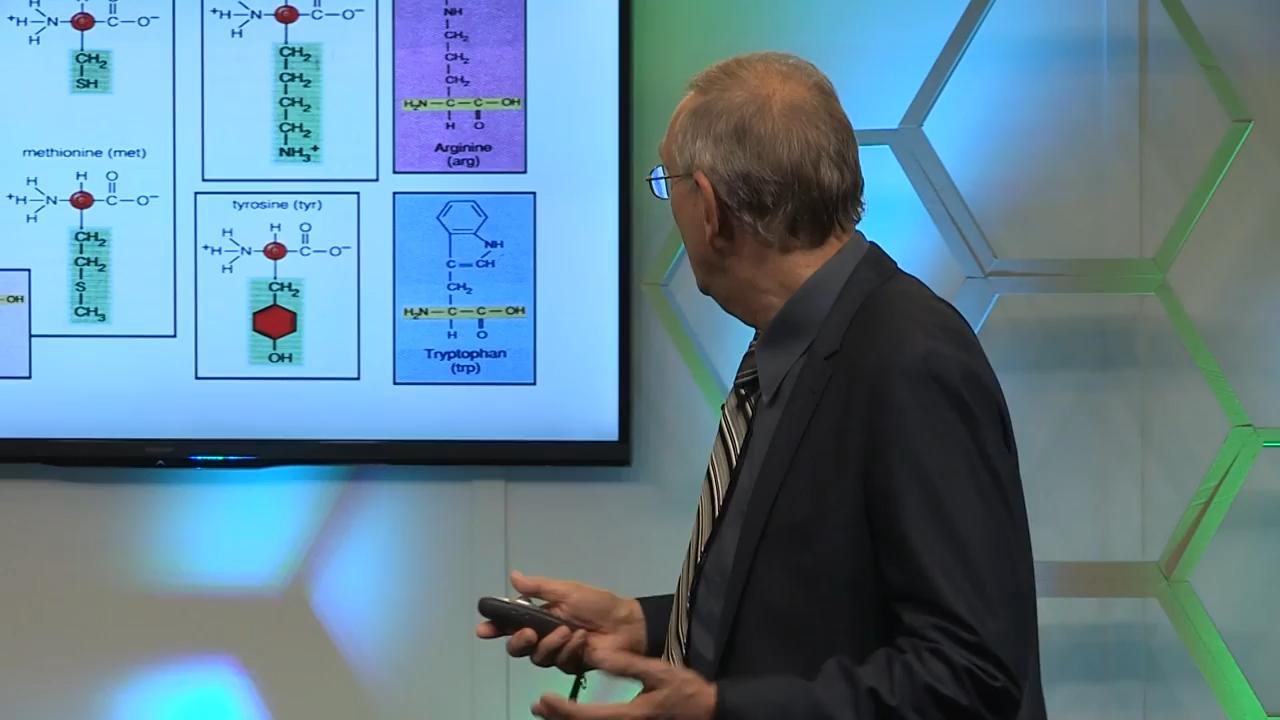 ⁺H—N—C—C—O⁻
H
CH₂
SH
methionine (met)
H H O
⁺H—N—C—C—O⁻
H
CH₂
CH₂
S
CH₃
OH
H₃N—C—C—O⁻
H
CH₂
CH₂
CH₂
CH₂
NH₃⁺
tyrosine (tyr)
H H O
⁺H—N—C—C—O⁻
H
CH₂
OH
NH
CH₂
CH₂
CH₂
H₂N—C—C—OH
H O
Arginine
(arg)
NH
C=CH
CH₂
H₂N—C—C—OH
H O
Tryptophan
(trp)